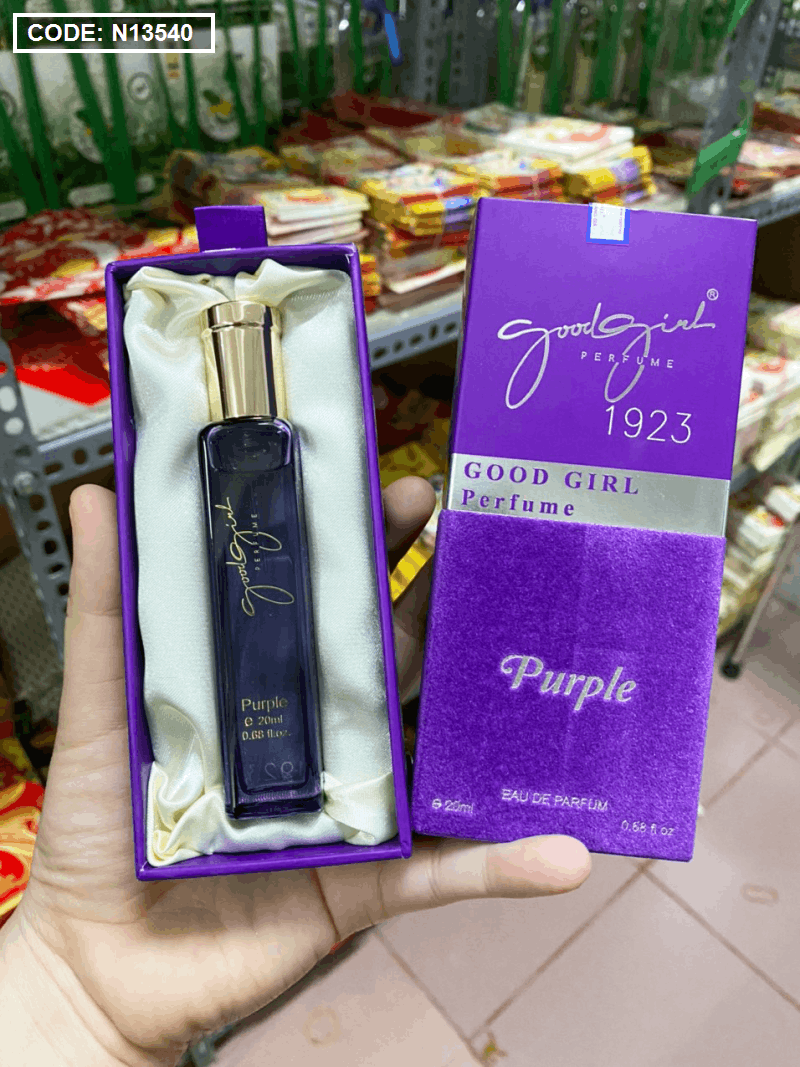 CODE: N13540
goodgirl®
PERFUME
1923
GOOD GIRL
Perfume
Purple
EAU DE PARFUM
℮ 20ml
0.68 fl oz
goodgirl
PERFUME
Purple
℮ 20ml
0.68 fl.oz.